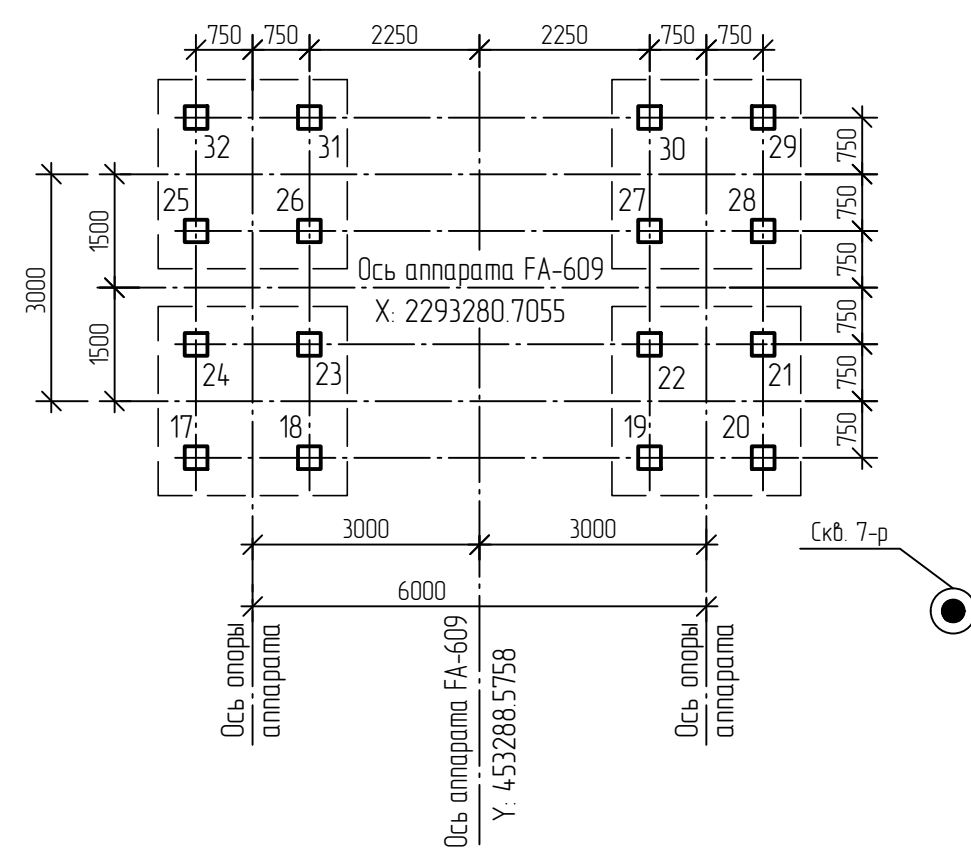 750 750 2250 2250 750 750
32 31 30 29
750
25 26 27 28
750
1500
Ось аппарата FA-609
750
3000
X: 2293280.7055
750
1500
24 23 22 21
750
17 18 19 20
750
3000 3000
Скв. 7-р
6000
Ось опоры
аппарата
Ось аппарата FA-609
Y: 453288.5758
Ось опоры
аппарата